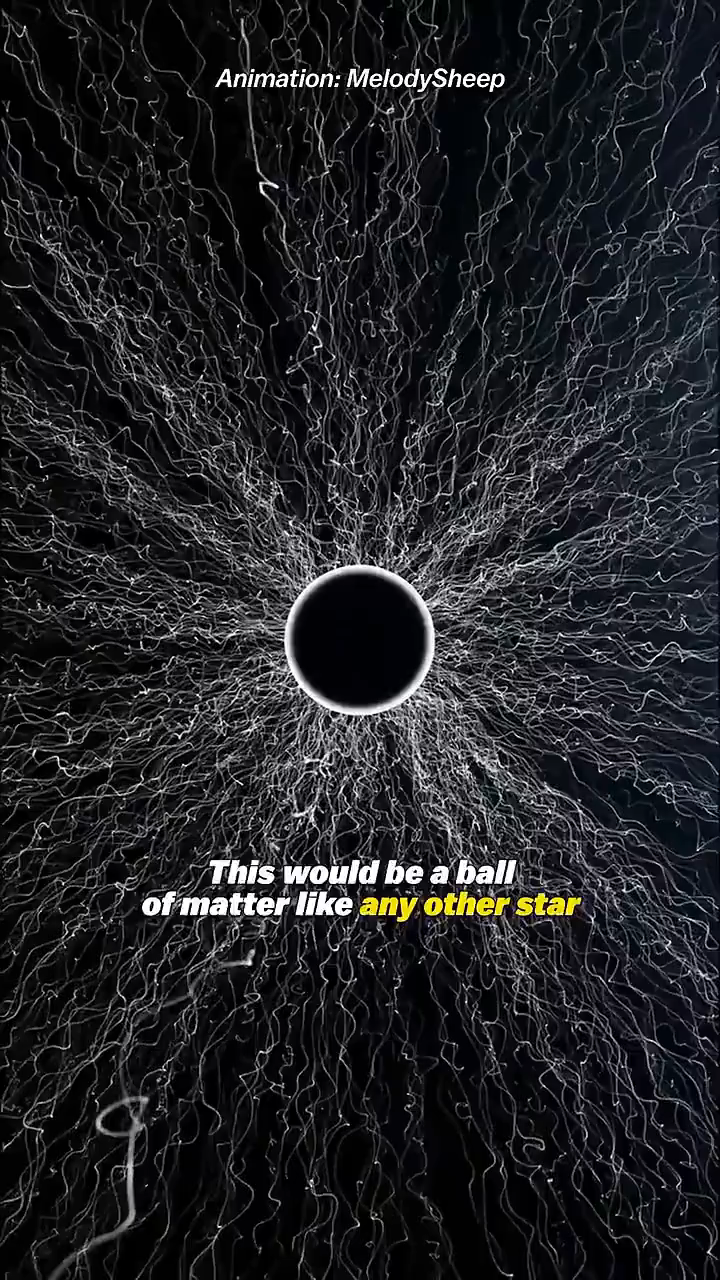 Animation: MelodySheep
This would be a ball
of matter like any other star